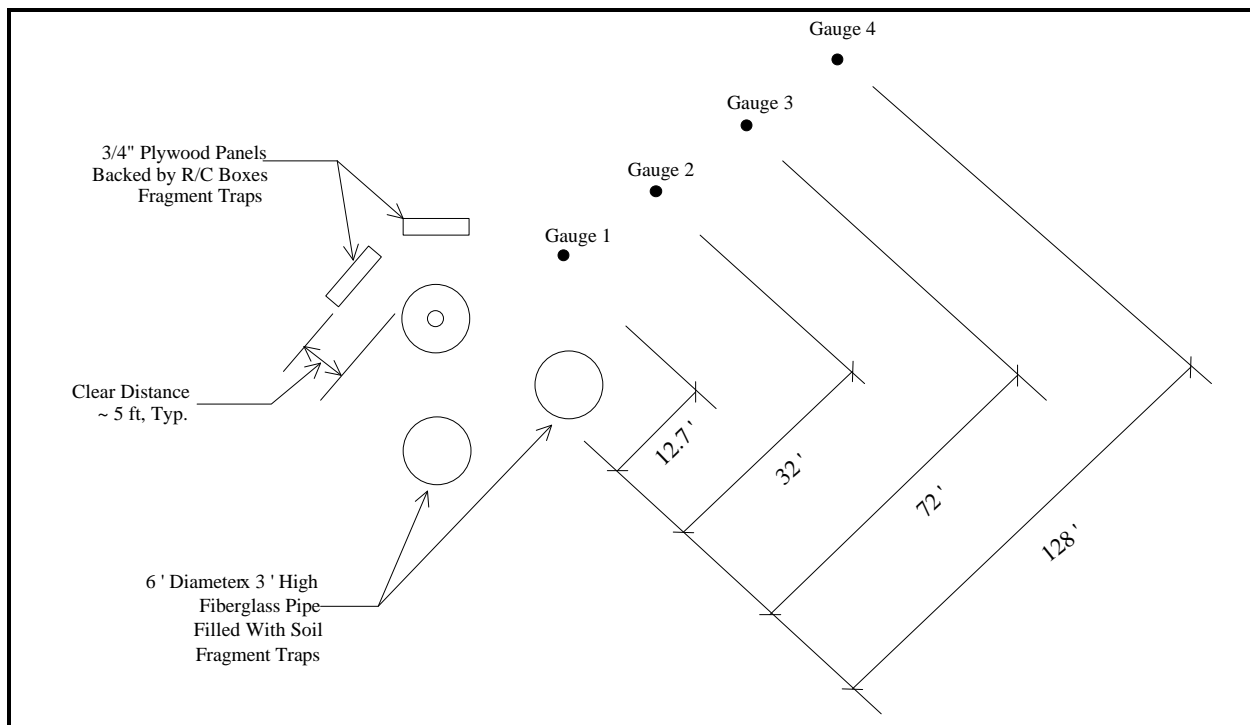 Gauge 4
Gauge 3
3/4" Plywood Panels
Backed by R/C Boxes
Fragment Traps
Gauge 2
Gauge 1
Clear Distance
~ 5 ft, Typ.
12.7'
32'
72'
128'
6 ' Diameterx 3 ' High
Fiberglass Pipe
Filled With Soil
Fragment Traps